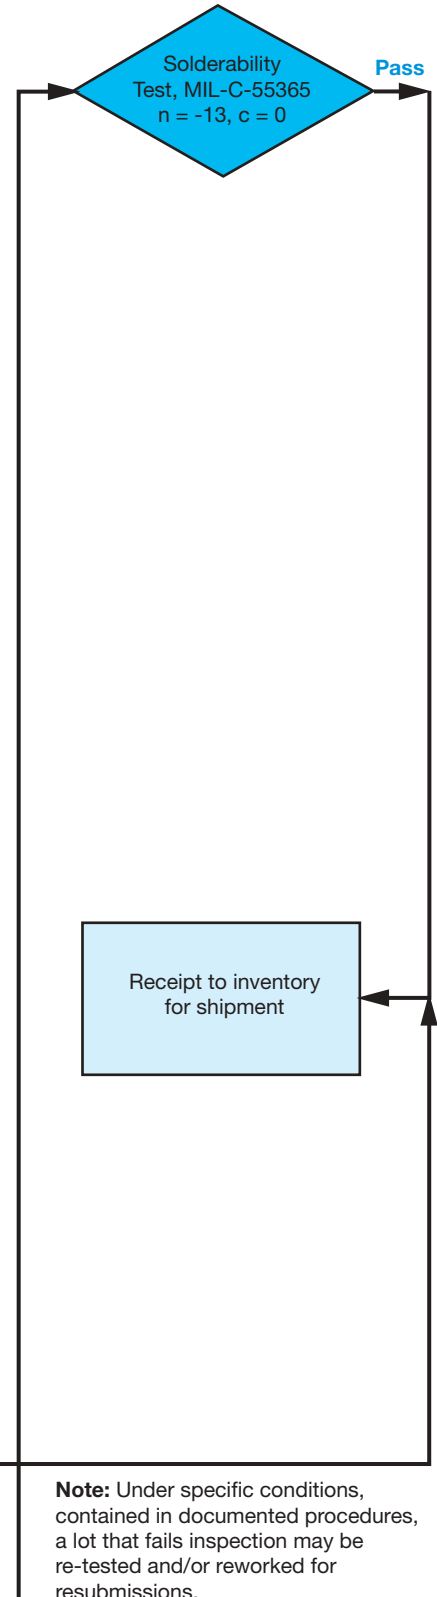 Solderability
Test, MIL-C-55365
n = -13, c = 0
Pass
Receipt to inventory
for shipment
Note: Under specific conditions,
contained in documented procedures,
a lot that fails inspection may be
re-tested and/or reworked for
resubmissions.